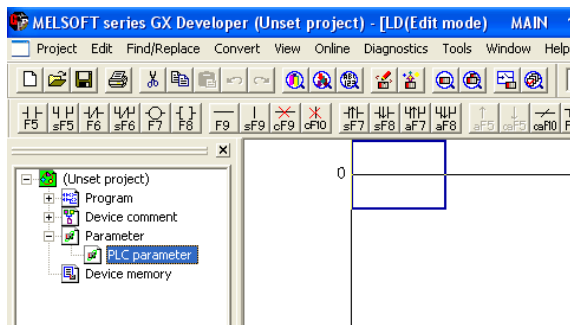 MELSOFT series GX Developer (Unset project) - [LD(Edit mode) MAIN
Project Edit Find/Replace Convert View Online Diagnostics Tools Window Help
F5 sF5 F6 sF6 F7 F8 F9 sF9 cF9 cF10 sF7 sF8 aF7 aF8 aF5 caF5 caF10
(Unset project)
0
Program
Device comment
Parameter
PLC parameter
Device memory